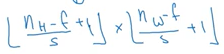 ⌊ (n_H - f)/s + 1 ⌋ × ⌊ (n_W - f)/s + 1 ⌋